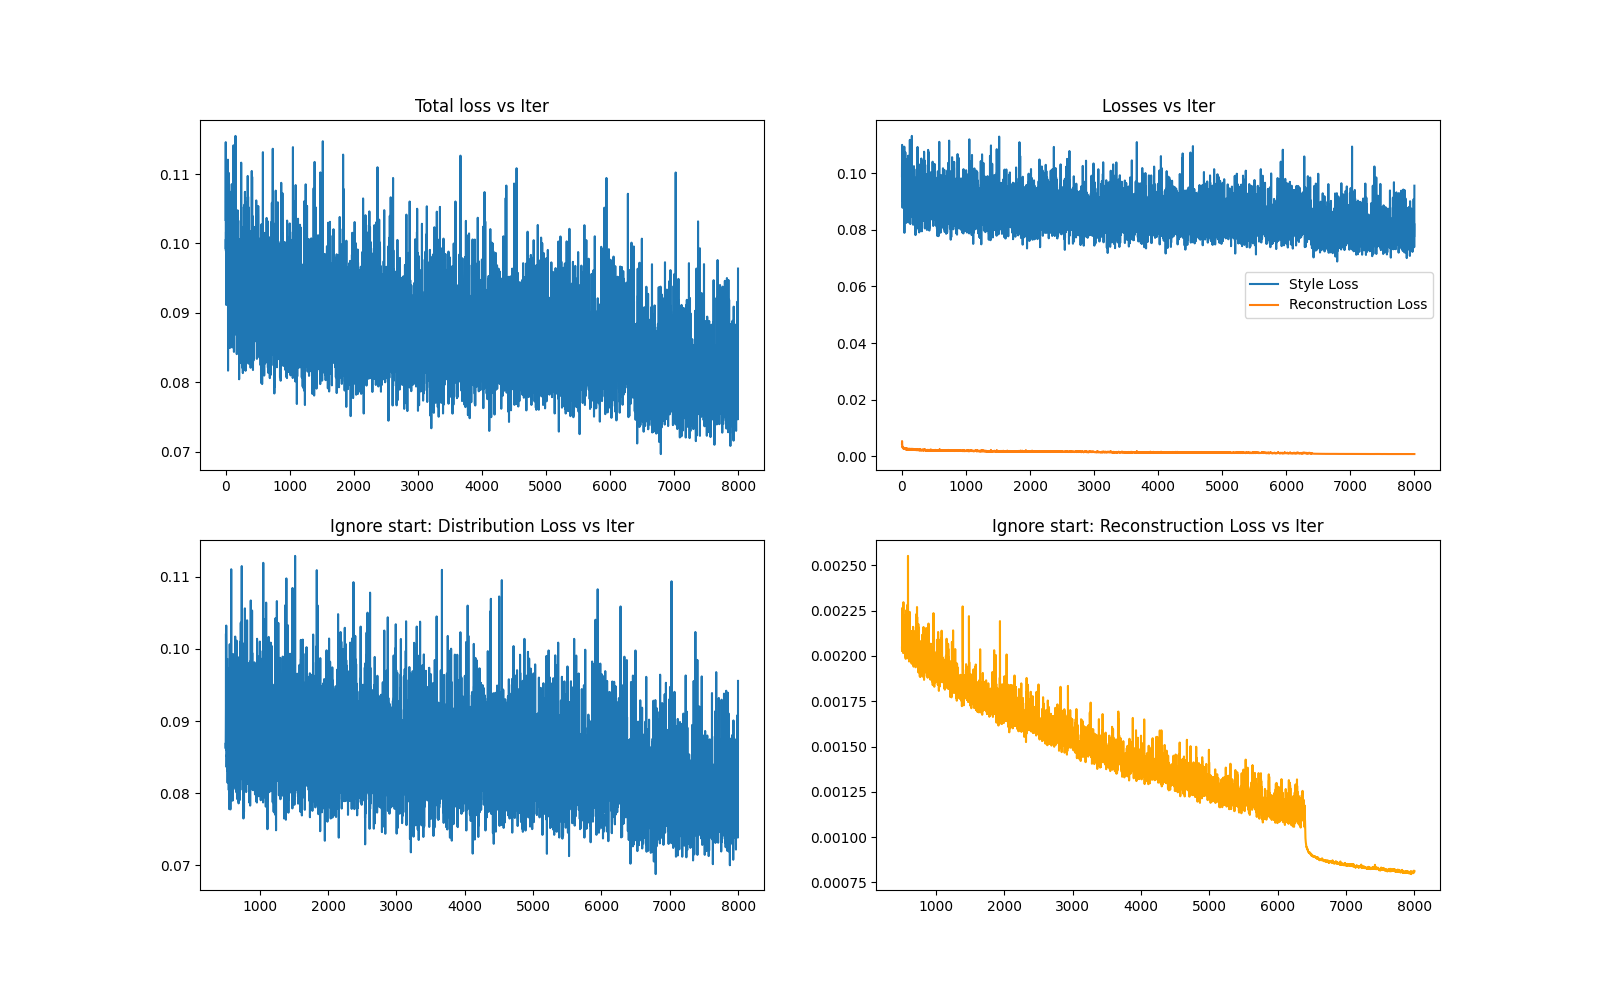 Total loss vs Iter
0.11
0.10
0.09
0.08
0.07
0 1000 2000 3000 4000 5000 6000 7000 8000
Losses vs Iter
0.10
0.08
0.06
0.04
0.02
0.00
Style Loss
Reconstruction Loss
0 1000 2000 3000 4000 5000 6000 7000 8000
Ignore start: Distribution Loss vs Iter
0.11
0.10
0.09
0.08
0.07
1000 2000 3000 4000 5000 6000 7000 8000
Ignore start: Reconstruction Loss vs Iter
0.00250
0.00225
0.00200
0.00175
0.00150
0.00125
0.00100
0.00075
1000 2000 3000 4000 5000 6000 7000 8000